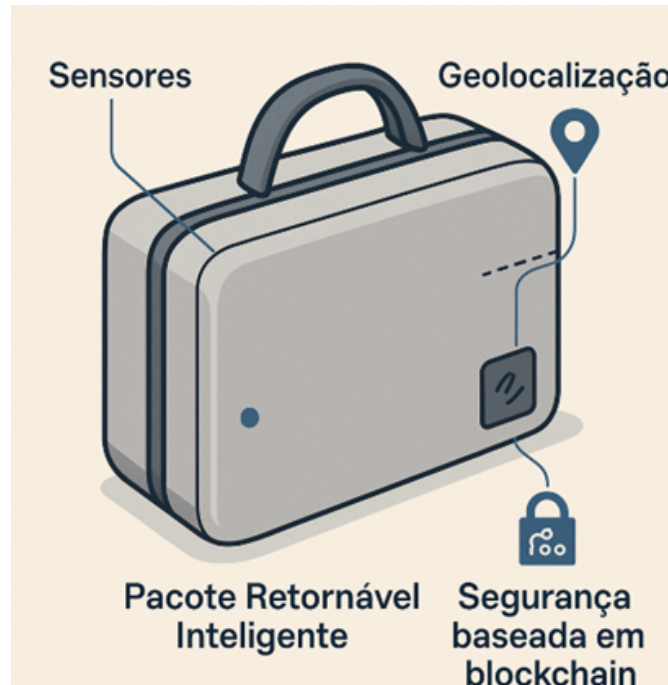 Sensores
Geolocalização
Pacote Retornável
Inteligente
Segurança
baseada em
blockchain